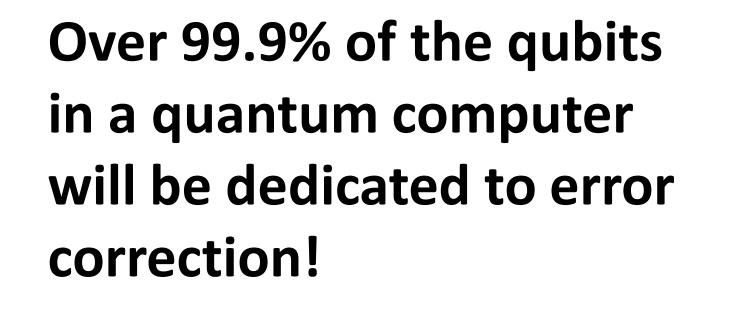 Over 99.9% of the qubits
in a quantum computer
will be dedicated to error
correction!